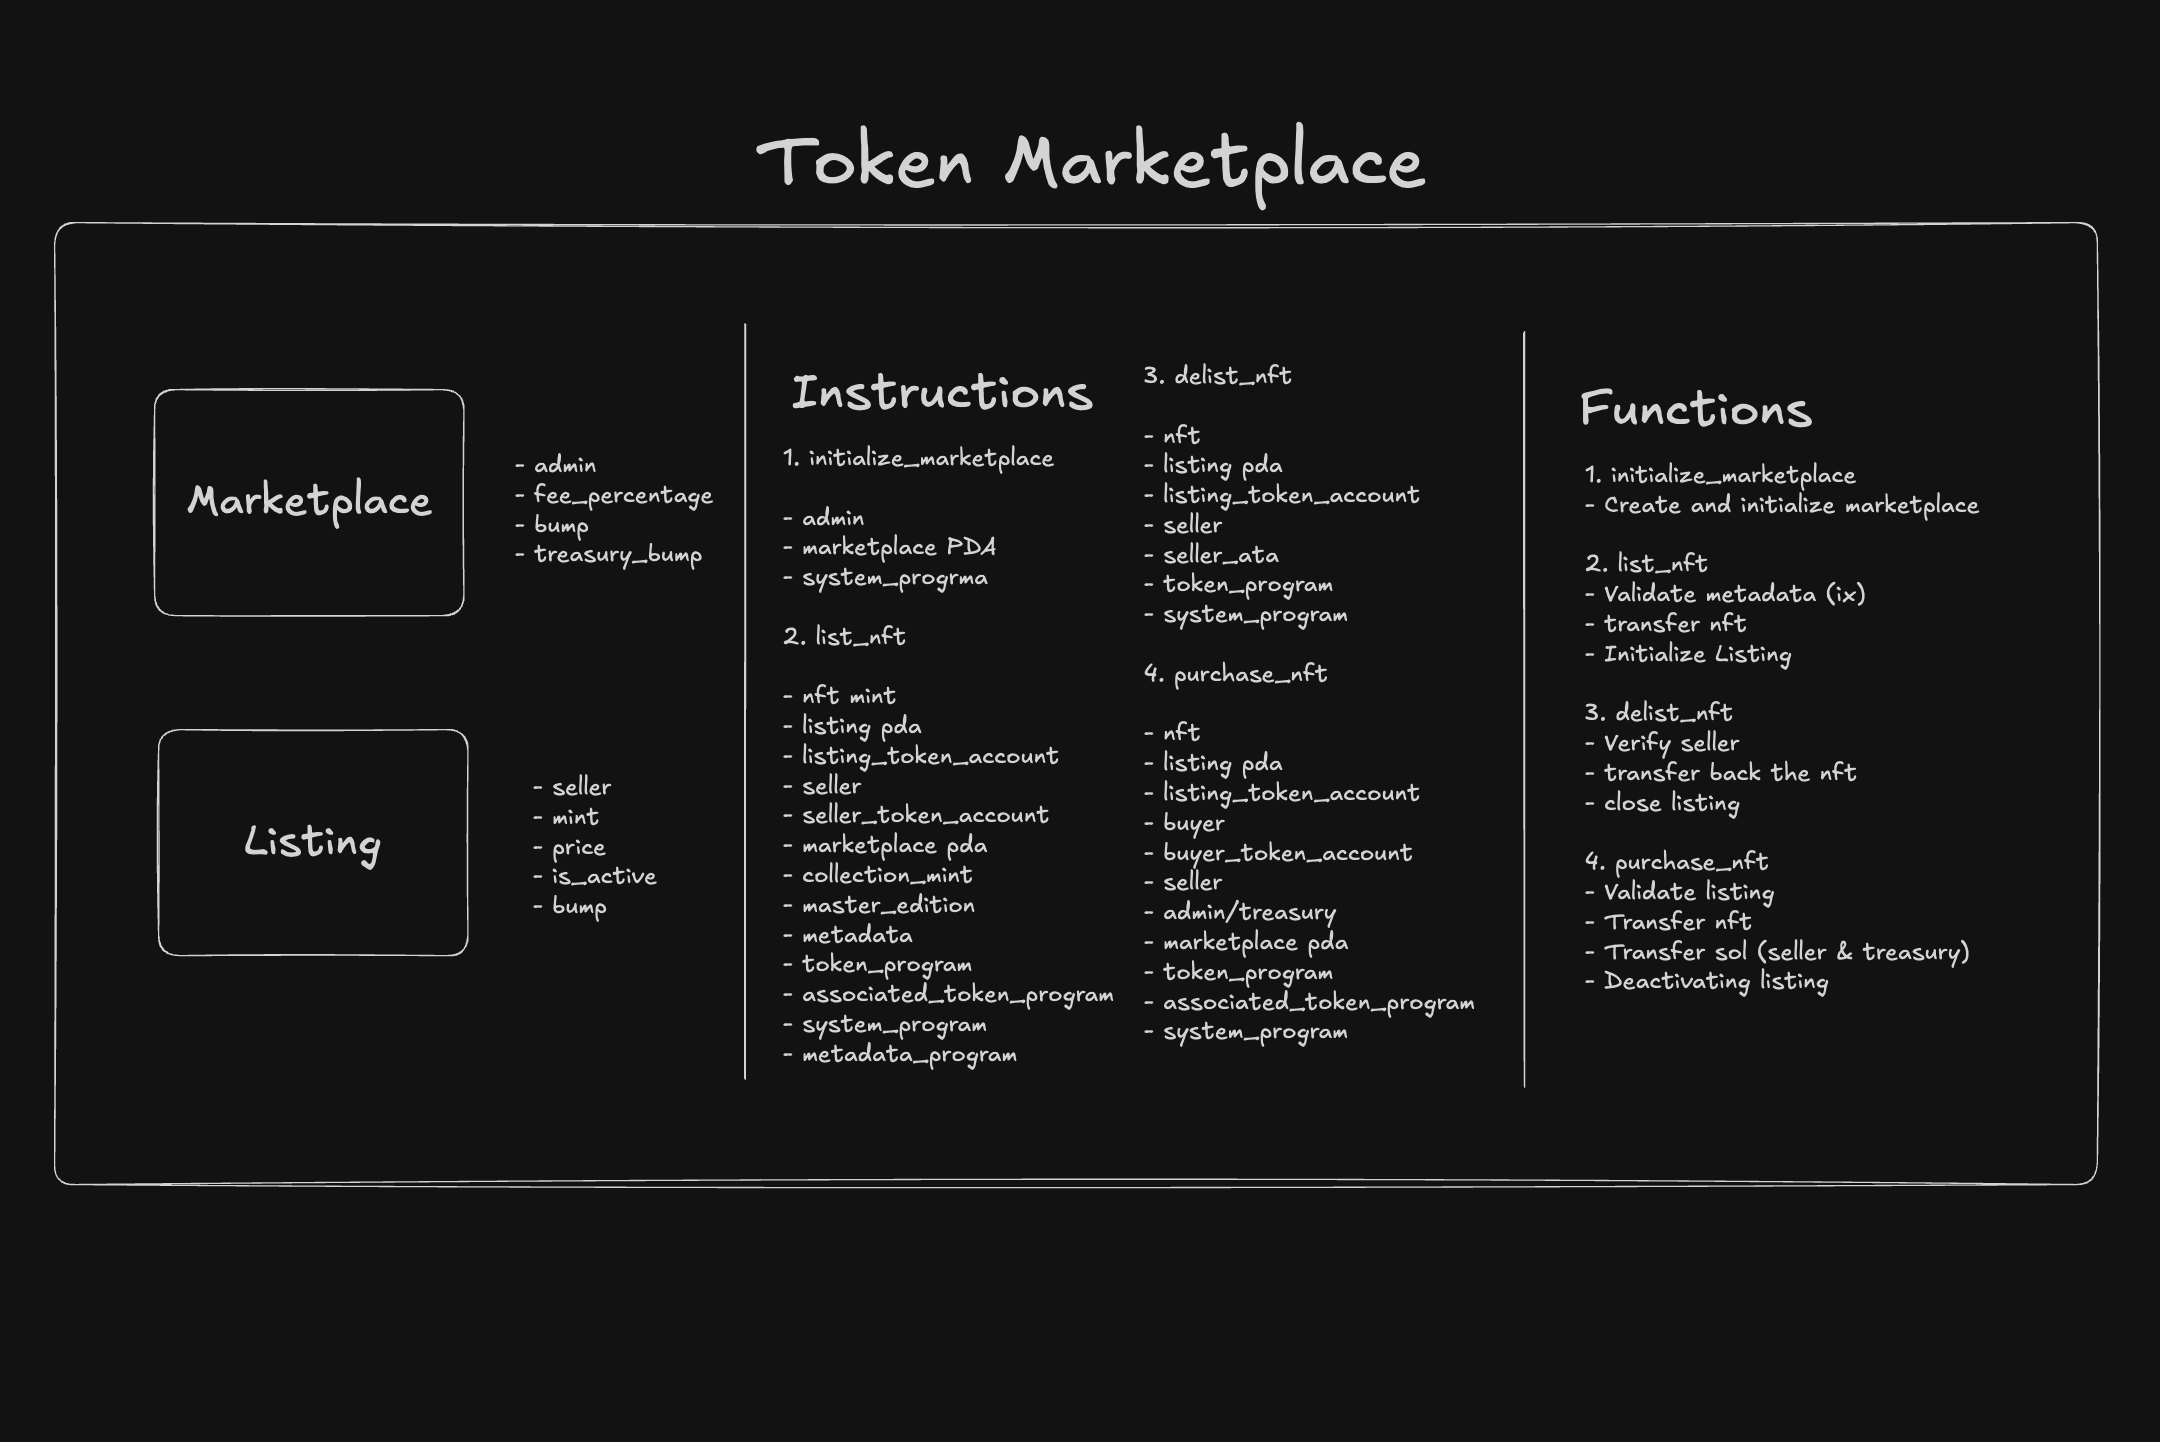 Token Marketplace
Marketplace
- admin
- fee_percentage
- bump
- treasury_bump
Listing
- seller
- mint
- price
- is_active
- bump
Instructions
1. initialize_marketplace
- admin
- marketplace PDA
- system_progrma
2. list_nft
- nft mint
- listing pda
- listing_token_account
- seller
- seller_token_account
- marketplace pda
- collection_mint
- master_edition
- metadata
- token_program
- associated_token_program
- system_program
- metadata_program
3. delist_nft
- nft
- listing pda
- listing_token_account
- seller
- seller_ata
- token_program
- system_program
4. purchase_nft
- nft
- listing pda
- listing_token_account
- buyer
- buyer_token_account
- seller
- admin/treasury
- marketplace pda
- token_program
- associated_token_program
- system_program
Functions
1. initialize_marketplace
- Create and initialize marketplace
2. list_nft
- Validate metadata (ix)
- transfer nft
- Initialize Listing
3. delist_nft
- Verify seller
- transfer back the nft
- close listing
4. purchase_nft
- Validate listing
- Transfer nft
- Transfer sol (seller & treasury)
- Deactivating listing